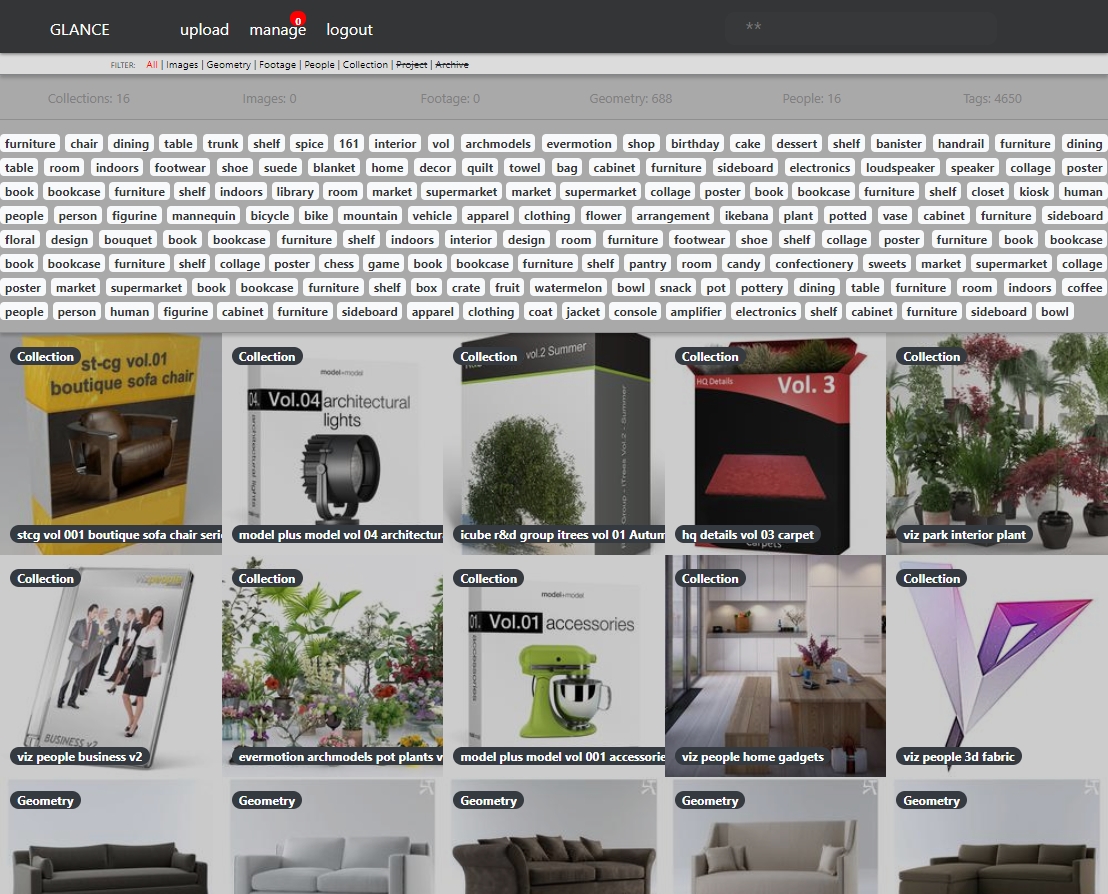 GLANCE upload manage 0 logout **
FILTER: All | Images | Geometry | Footage | People | Collection | Project | Archive
Collections: 16 Images: 0 Footage: 0 Geometry: 688 People: 16 Tags: 4650
furniture chair dining table trunk shelf spice 161 interior vol archmodels evermotion shop birthday cake dessert shelf banister handrail furniture dining
table room indoors footwear shoe suede blanket home decor quilt towel bag cabinet furniture sideboard electronics loudspeaker speaker collage poster
book bookcase furniture shelf indoors library room market supermarket market supermarket collage poster book bookcase furniture shelf closet kiosk human
people person figurine mannequin bicycle bike mountain vehicle apparel clothing flower arrangement ikebana plant potted vase cabinet furniture sideboard
floral design bouquet book bookcase furniture shelf indoors interior design room furniture footwear shoe shelf collage poster furniture book bookcase
book bookcase furniture shelf collage poster chess game book bookcase furniture shelf pantry room candy confectionery sweets market supermarket collage
poster market supermarket book bookcase furniture shelf box crate fruit watermelon bowl snack pot pottery dining table furniture room indoors coffee
people person human figurine cabinet furniture sideboard apparel clothing coat jacket console amplifier electronics shelf cabinet furniture sideboard bowl
Collection Collection Collection Collection Collection
st-cg vol.01
boutique sofa chair
model+model
04. Vol.04 architectural
lights
architectural lights
vol.2 Summer
Group - iTrees Vol.2 - Summer
HQ Details Vol. 3
Carpets
stcg vol 001 boutique sofa chair seri model plus model vol 04 architectur icube r&d group itrees vol 01 Autum hq details vol 03 carpet viz park interior plant
Collection Collection Collection Collection Collection
vizpeople
BUSINESS v2
model+model
01. Vol.01 accessories
accessories
viz people business v2 evermotion archmodels pot plants v model plus model vol 001 accessorie viz people home gadgets viz people 3d fabric
Geometry Geometry Geometry Geometry Geometry